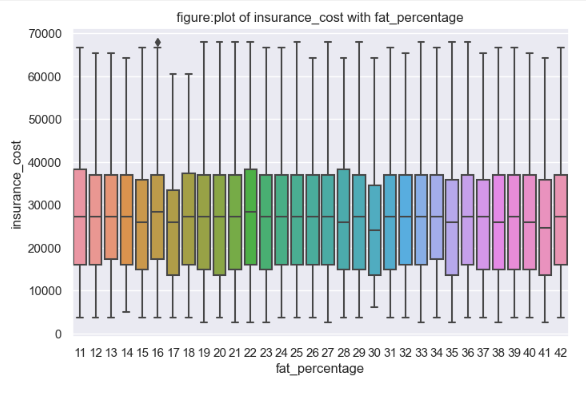 figure:plot of insurance_cost with fat_percentage
70000
60000
50000
40000
30000
20000
10000
0
insurance_cost
11 12 13 14 15 16 17 18 19 20 21 22 23 24 25 26 27 28 29 30 31 32 33 34 35 36 37 38 39 40 41 42
fat_percentage